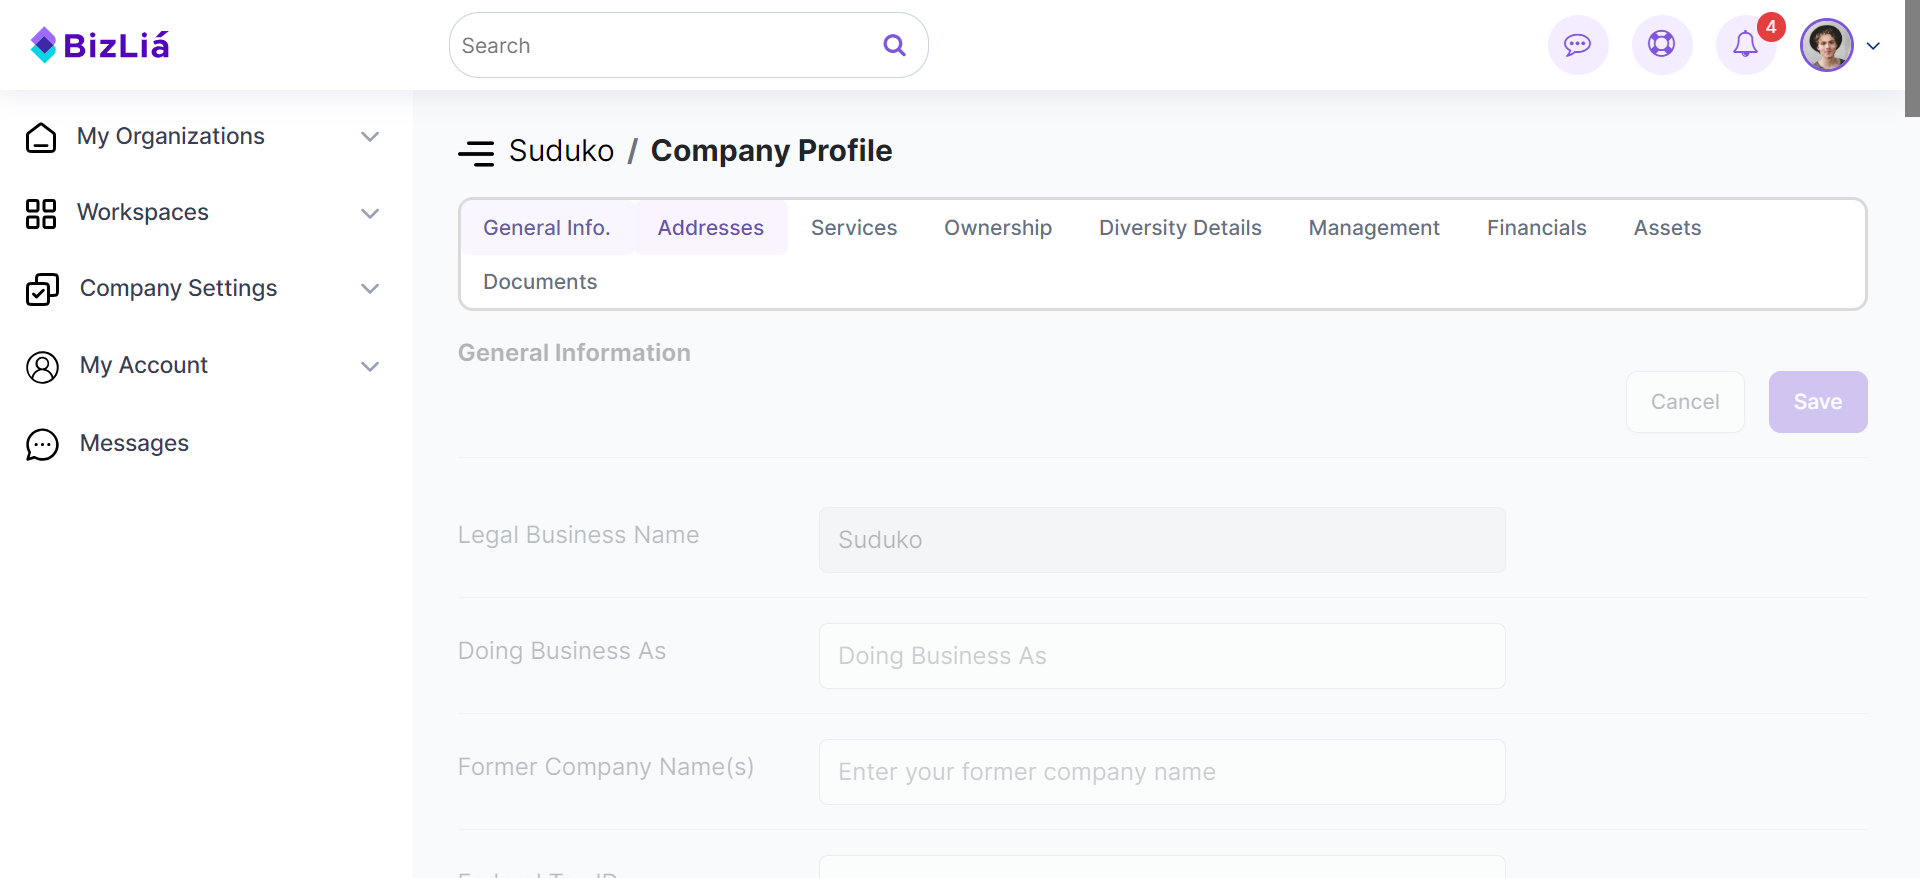 BizLiá
Search
4
My Organizations
Workspaces
Company Settings
My Account
Messages
Suduko / Company Profile
General Info. Addresses Services Ownership Diversity Details Management Financials Assets
Documents
General Information
Cancel Save
Legal Business Name Suduko
Doing Business As Doing Business As
Former Company Name(s) Enter your former company name